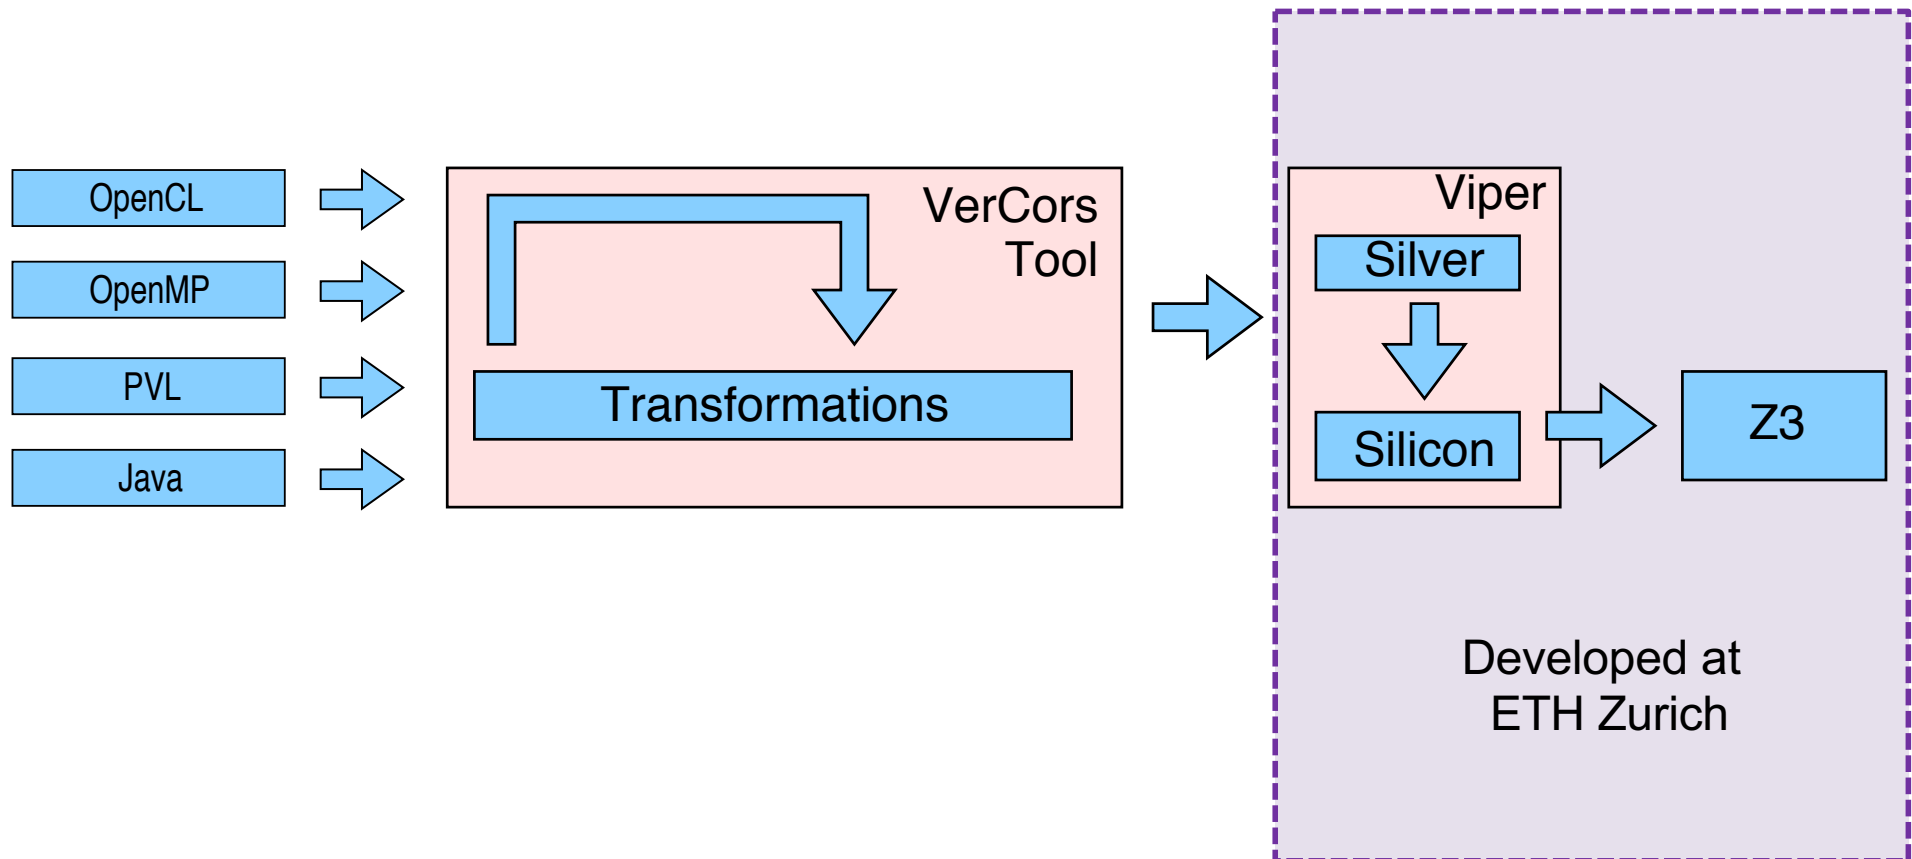 OpenCL
OpenMP
PVL
Java
VerCors
Tool
Transformations
Viper
Silver
Silicon
Z3
Developed at
ETH Zurich